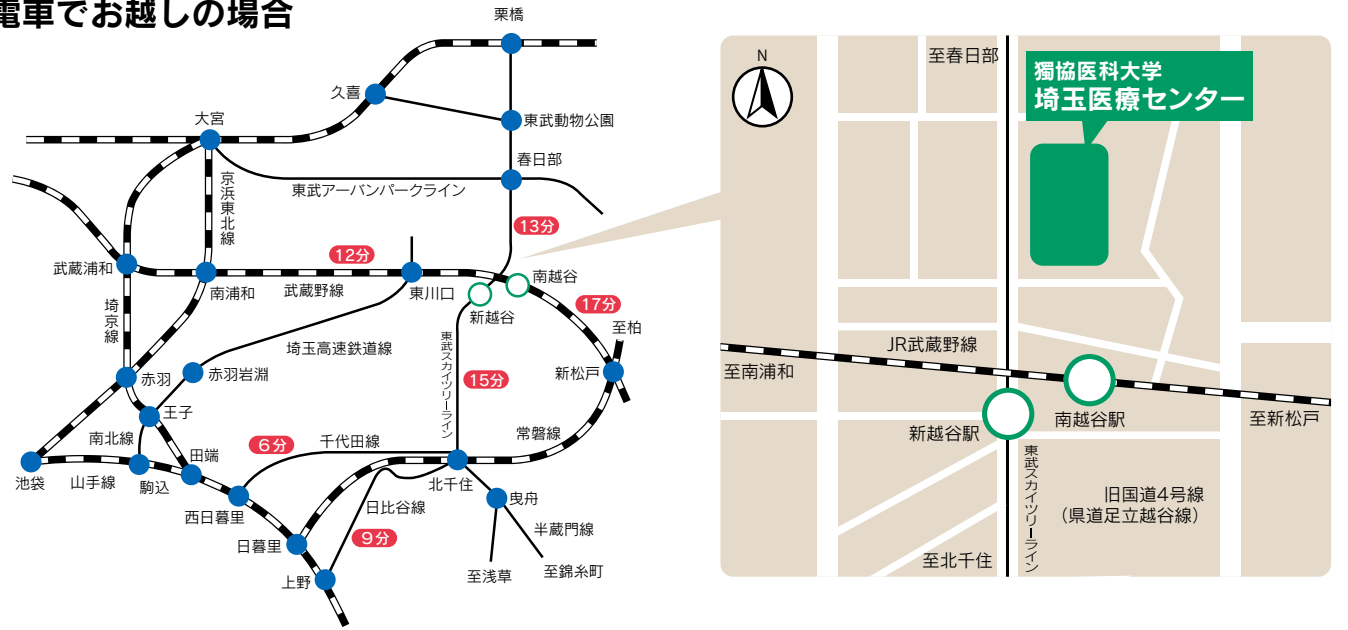 電車でお越しの場合
栗橋
久喜
東武動物公園
大宮
春日部
京浜東北線
東武アーバンパークライン
13分
12分
武蔵浦和
南浦和
武蔵野線
東川口
南越谷
新越谷
17分
至柏
埼京線
埼玉高速鉄道線
東武スカイツリーライン
赤羽
赤羽岩淵
15分
新松戸
王子
南北線
田端
6分
千代田線
常磐線
池袋
山手線
駒込
北千住
西日暮里
日比谷線
曳舟
半蔵門線
日暮里
9分
上野
至浅草
至錦糸町
N
至春日部
獨協医科大学
埼玉医療センター
JR武蔵野線
至南浦和
南越谷駅
至新松戸
新越谷駅
東武スカイツリーライン
旧国道4号線
（県道足立越谷線）
至北千住